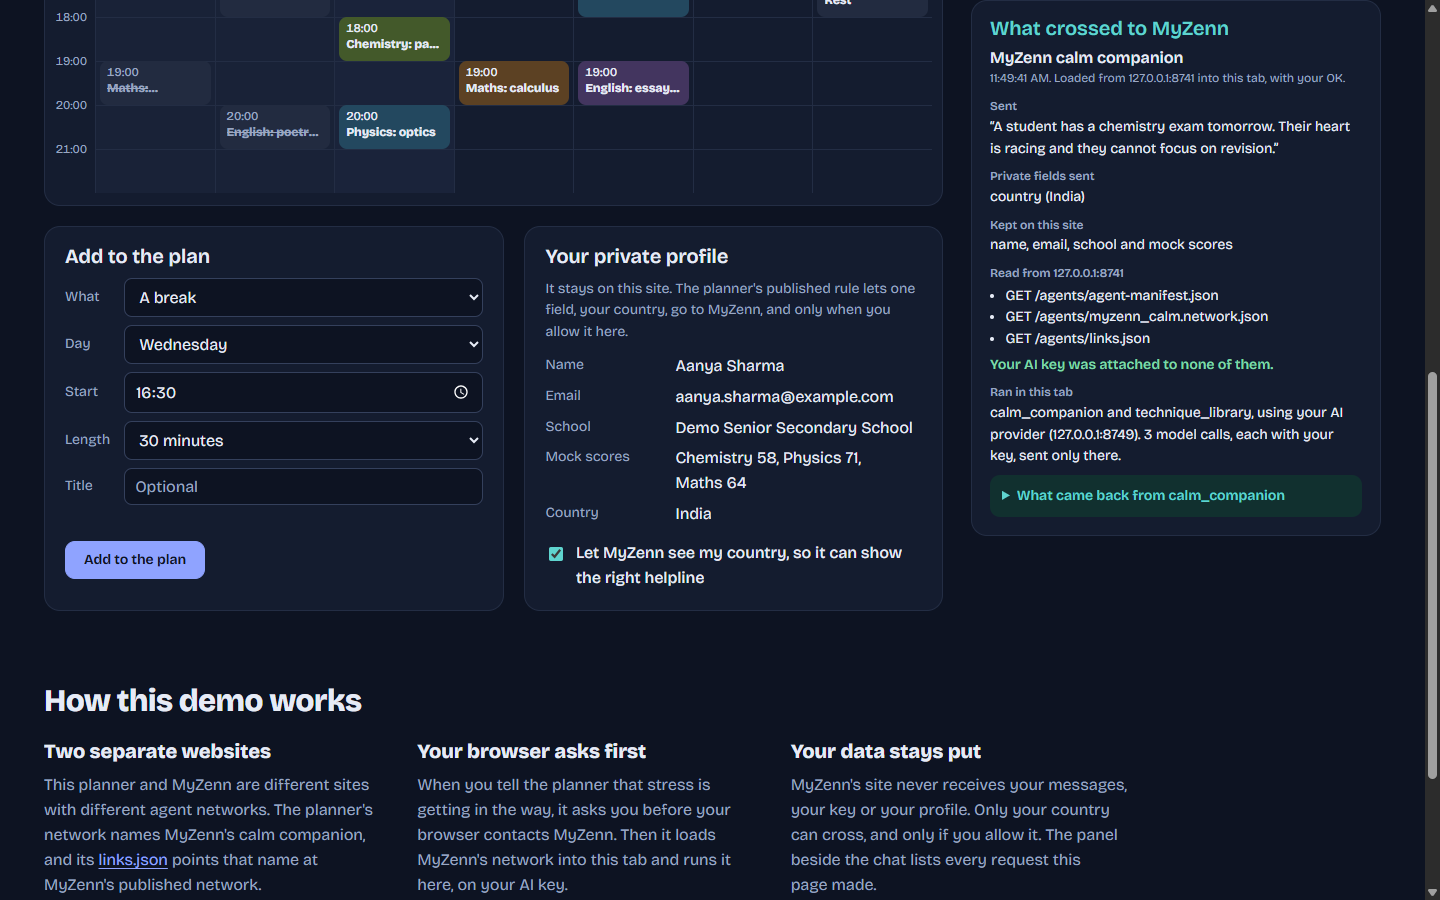 18:00
19:00
20:00
21:00
19:00
Maths:...
20:00
English: poetr...
18:00
Chemistry: pa...
20:00
Physics: optics
19:00
Maths: calculus
19:00
English: essay...
Rest
Add to the plan
What
A break
Day
Wednesday
Start
16:30
Length
30 minutes
Title
Optional
Add to the plan
Your private profile
It stays on this site. The planner's published rule lets one
field, your country, go to MyZenn, and only when you
allow it here.
Name
Aanya Sharma
Email
aanya.sharma@example.com
School
Demo Senior Secondary School
Mock scores
Chemistry 58, Physics 71,
Maths 64
Country
India
Let MyZenn see my country, so it can show
the right helpline
What crossed to MyZenn
MyZenn calm companion
11:49:41 AM. Loaded from 127.0.0.1:8741 into this tab, with your OK.
Sent
“A student has a chemistry exam tomorrow. Their heart
is racing and they cannot focus on revision.”
Private fields sent
country (India)
Kept on this site
name, email, school and mock scores
Read from 127.0.0.1:8741
• GET /agents/agent-manifest.json
• GET /agents/myzenn_calm.network.json
• GET /agents/links.json
Your AI key was attached to none of them.
Ran in this tab
calm_companion and technique_library, using your AI
provider (127.0.0.1:8749). 3 model calls, each with your
key, sent only there.
What came back from calm_companion
How this demo works
Two separate websites
This planner and MyZenn are different sites
with different agent networks. The planner's
network names MyZenn's calm companion,
and its links.json points that name at
MyZenn's published network.
Your browser asks first
When you tell the planner that stress is
getting in the way, it asks you before your
browser contacts MyZenn. Then it loads
MyZenn's network into this tab and runs it
here, on your AI key.
Your data stays put
MyZenn's site never receives your messages,
your key or your profile. Only your country
can cross, and only if you allow it. The panel
beside the chat lists every request this
page made.